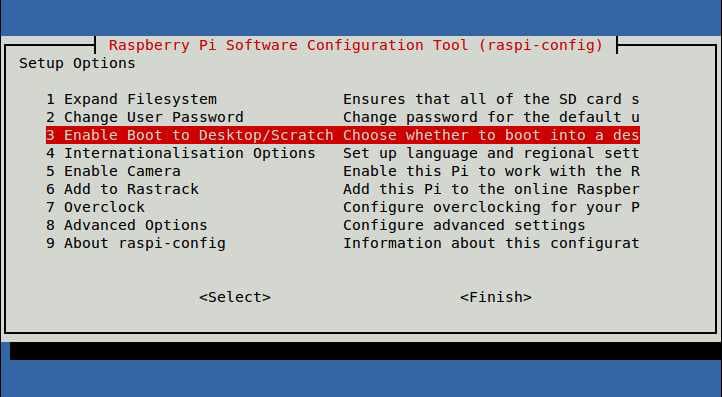 Raspberry Pi Software Configuration Tool (raspi-config)
Setup Options
1 Expand Filesystem Ensures that all of the SD card s
2 Change User Password Change password for the default u
3 Enable Boot to Desktop/Scratch Choose whether to boot into a des
4 Internationalisation Options Set up language and regional sett
5 Enable Camera Enable this Pi to work with the R
6 Add to Rastrack Add this Pi to the online Raspber
7 Overclock Configure overclocking for your P
8 Advanced Options Configure advanced settings
9 About raspi-config Information about this configurat
<Select> <Finish>